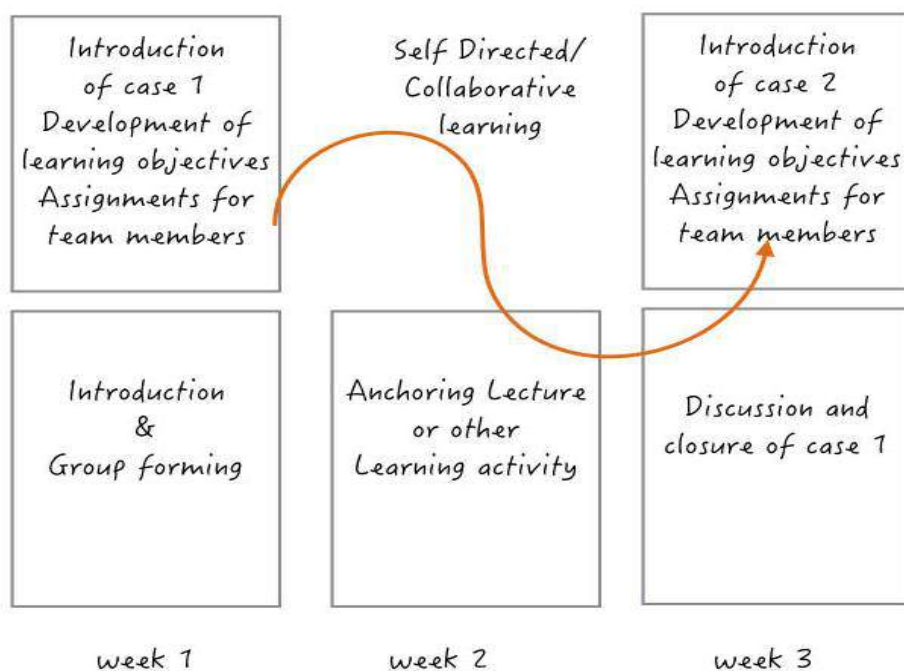 Introduction
of case 1
Development of
learning objectives
Assignments for
team members
Self Directed/
Collaborative
learning
Introduction
of case 2
Development of
learning objectives
Assignments for
team members
Introduction
&
Group forming
Anchoring Lecture
or other
Learning activity
Discussion and
closure of case 1
week 1
week 2
week 3